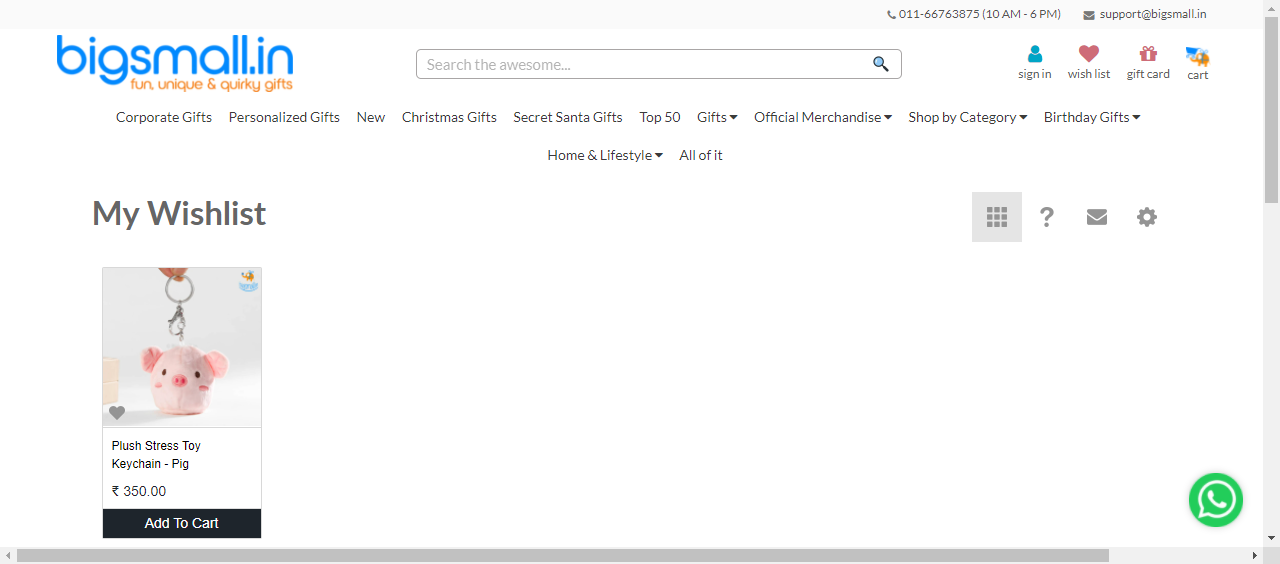 011-66763875 (10 AM - 6 PM) support@bigsmall.in
bigsmall.in
fun, unique & quirky gifts
Search the awesome...
sign in wish list gift card cart
Corporate Gifts Personalized Gifts New Christmas Gifts Secret Santa Gifts Top 50 Gifts Official Merchandise Shop by Category Birthday Gifts
Home & Lifestyle All of it
My Wishlist
?
Plush Stress Toy
Keychain - Pig
₹ 350.00
Add To Cart